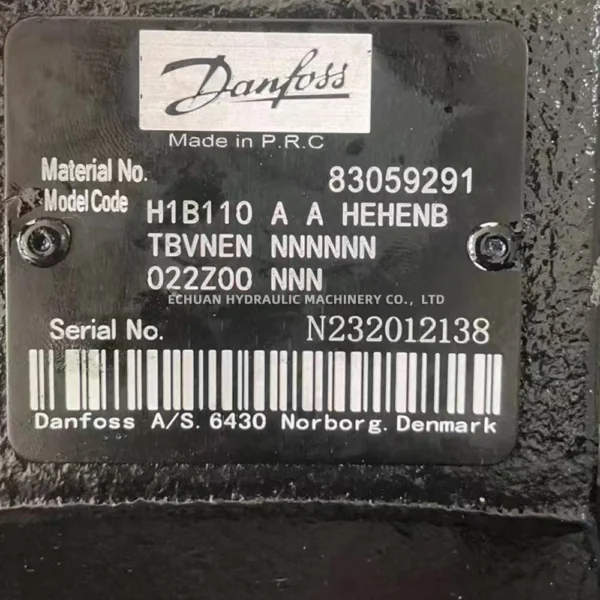 Danfoss
Made in P.R.C
Material No. 83059291
Model Code H1B110 A A HEHENB
TBVNEN NNNNNN
022Z00 NNN
ECHUAN HYDRAULIC MACHINERY CO., LTD
Serial No. N232012138
Danfoss A/S. 6430 Norborg. Denmark